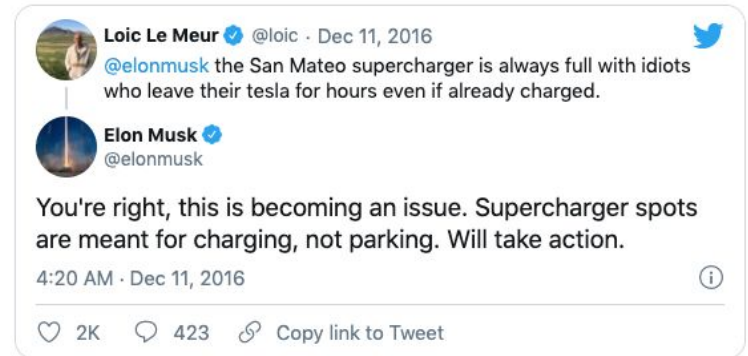 Loic Le Meur @loic · Dec 11, 2016
@elonmusk the San Mateo supercharger is always full with idiots
who leave their tesla for hours even if already charged.
Elon Musk
@elonmusk
You're right, this is becoming an issue. Supercharger spots
are meant for charging, not parking. Will take action.
4:20 AM · Dec 11, 2016
2K 423 Copy link to Tweet